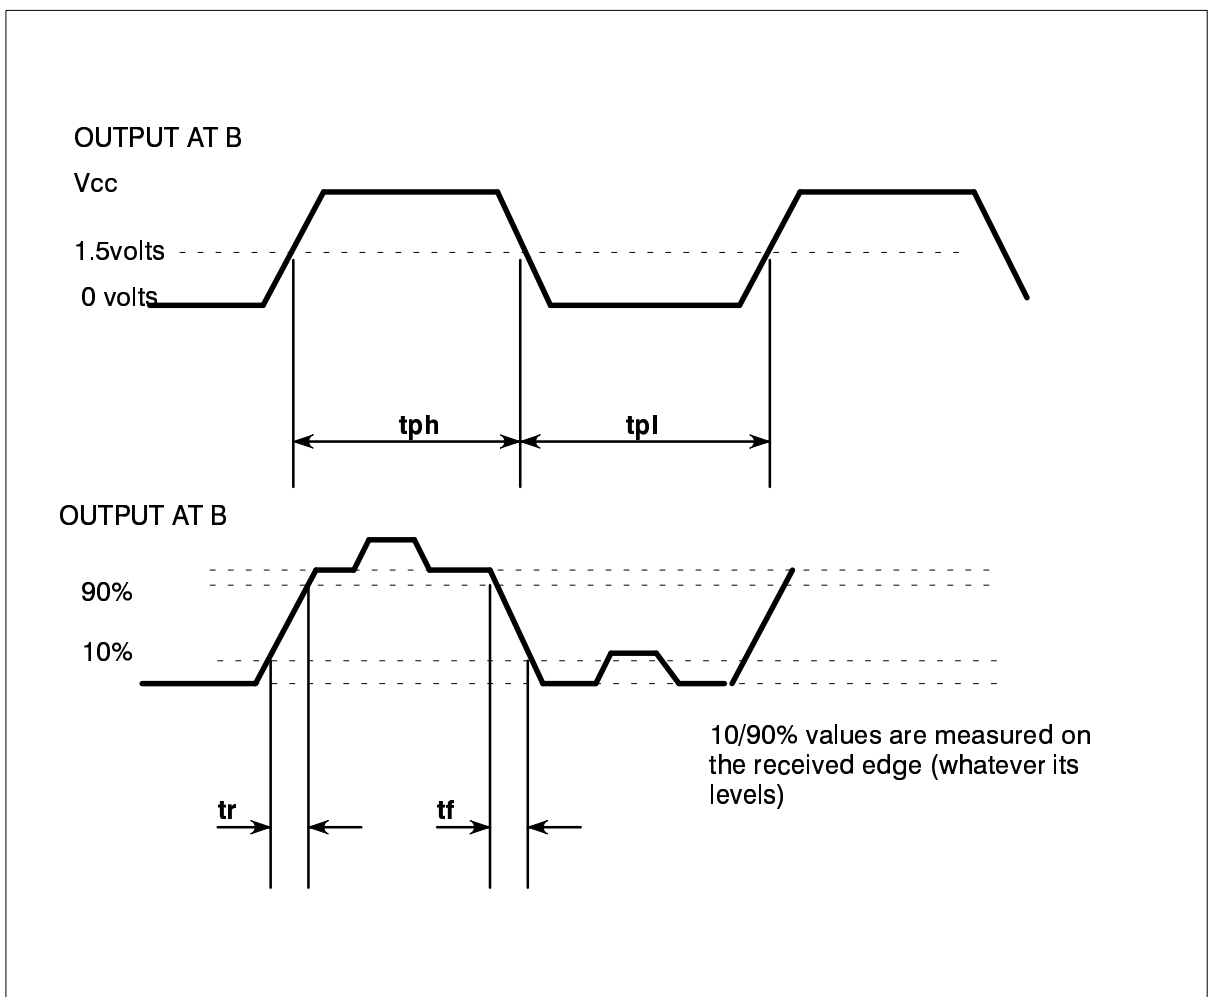 OUTPUT AT B
Vcc
1.5volts
0 volts
tph
tpl
OUTPUT AT B
90%
10%
10/90% values are measured on
the received edge (whatever its
levels)
tr
tf